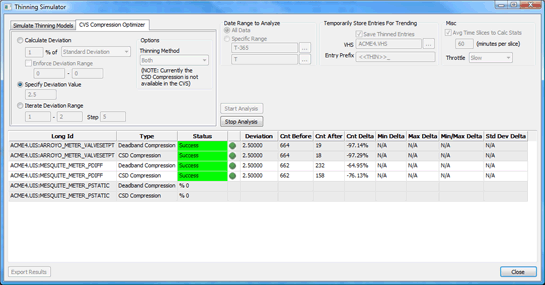 Thinning Simulator
Simulate Thinning Models
CVS Compression Optimizer
Calculate Deviation
1 % of Standard Deviation
Enforce Deviation Range
0 - 0
Specify Deviation Value
2.5
Iterate Deviation Range
1 - 2 Step 5
Options
Thinning Method
Both
(NOTE: Currently the
CSD Compression is not
available in the CVS)
Date Range to Analyze
All Data
Specific Range
T-365 ...
T ...
Start Analysis
Stop Analysis
Temporarily Store Entries For Trending
Save Thinned Entries
VHS ACME4.VHS ...
Entry Prefix <<THIN>>_
Misc
Avg Time Slices to Calc Stats
60 (minutes per slice)
Throttle Slow
Long Id Type Status Deviation Cnt Before Cnt After Cnt Delta Min Delta Max Delta Min/Max Delta Std Dev Delta
ACME4.UIS:ARROYO_METER_VALVESETPT Deadband Compression Success 2.50000 664 19 -97.14% N/A N/A N/A N/A
ACME4.UIS:ARROYO_METER_VALVESETPT CSD Compression Success 2.50000 664 18 -97.29% N/A N/A N/A N/A
ACME4.UIS:MESQUITE_METER_PDIFF Deadband Compression Success 2.50000 662 232 -64.95% N/A N/A N/A N/A
ACME4.UIS:MESQUITE_METER_PDIFF CSD Compression Success 2.50000 662 158 -76.13% N/A N/A N/A N/A
ACME4.UIS:MESQUITE_METER_PSTATIC Deadband Compression % 0
ACME4.UIS:MESQUITE_METER_PSTATIC CSD Compression % 0
Export Results
Close